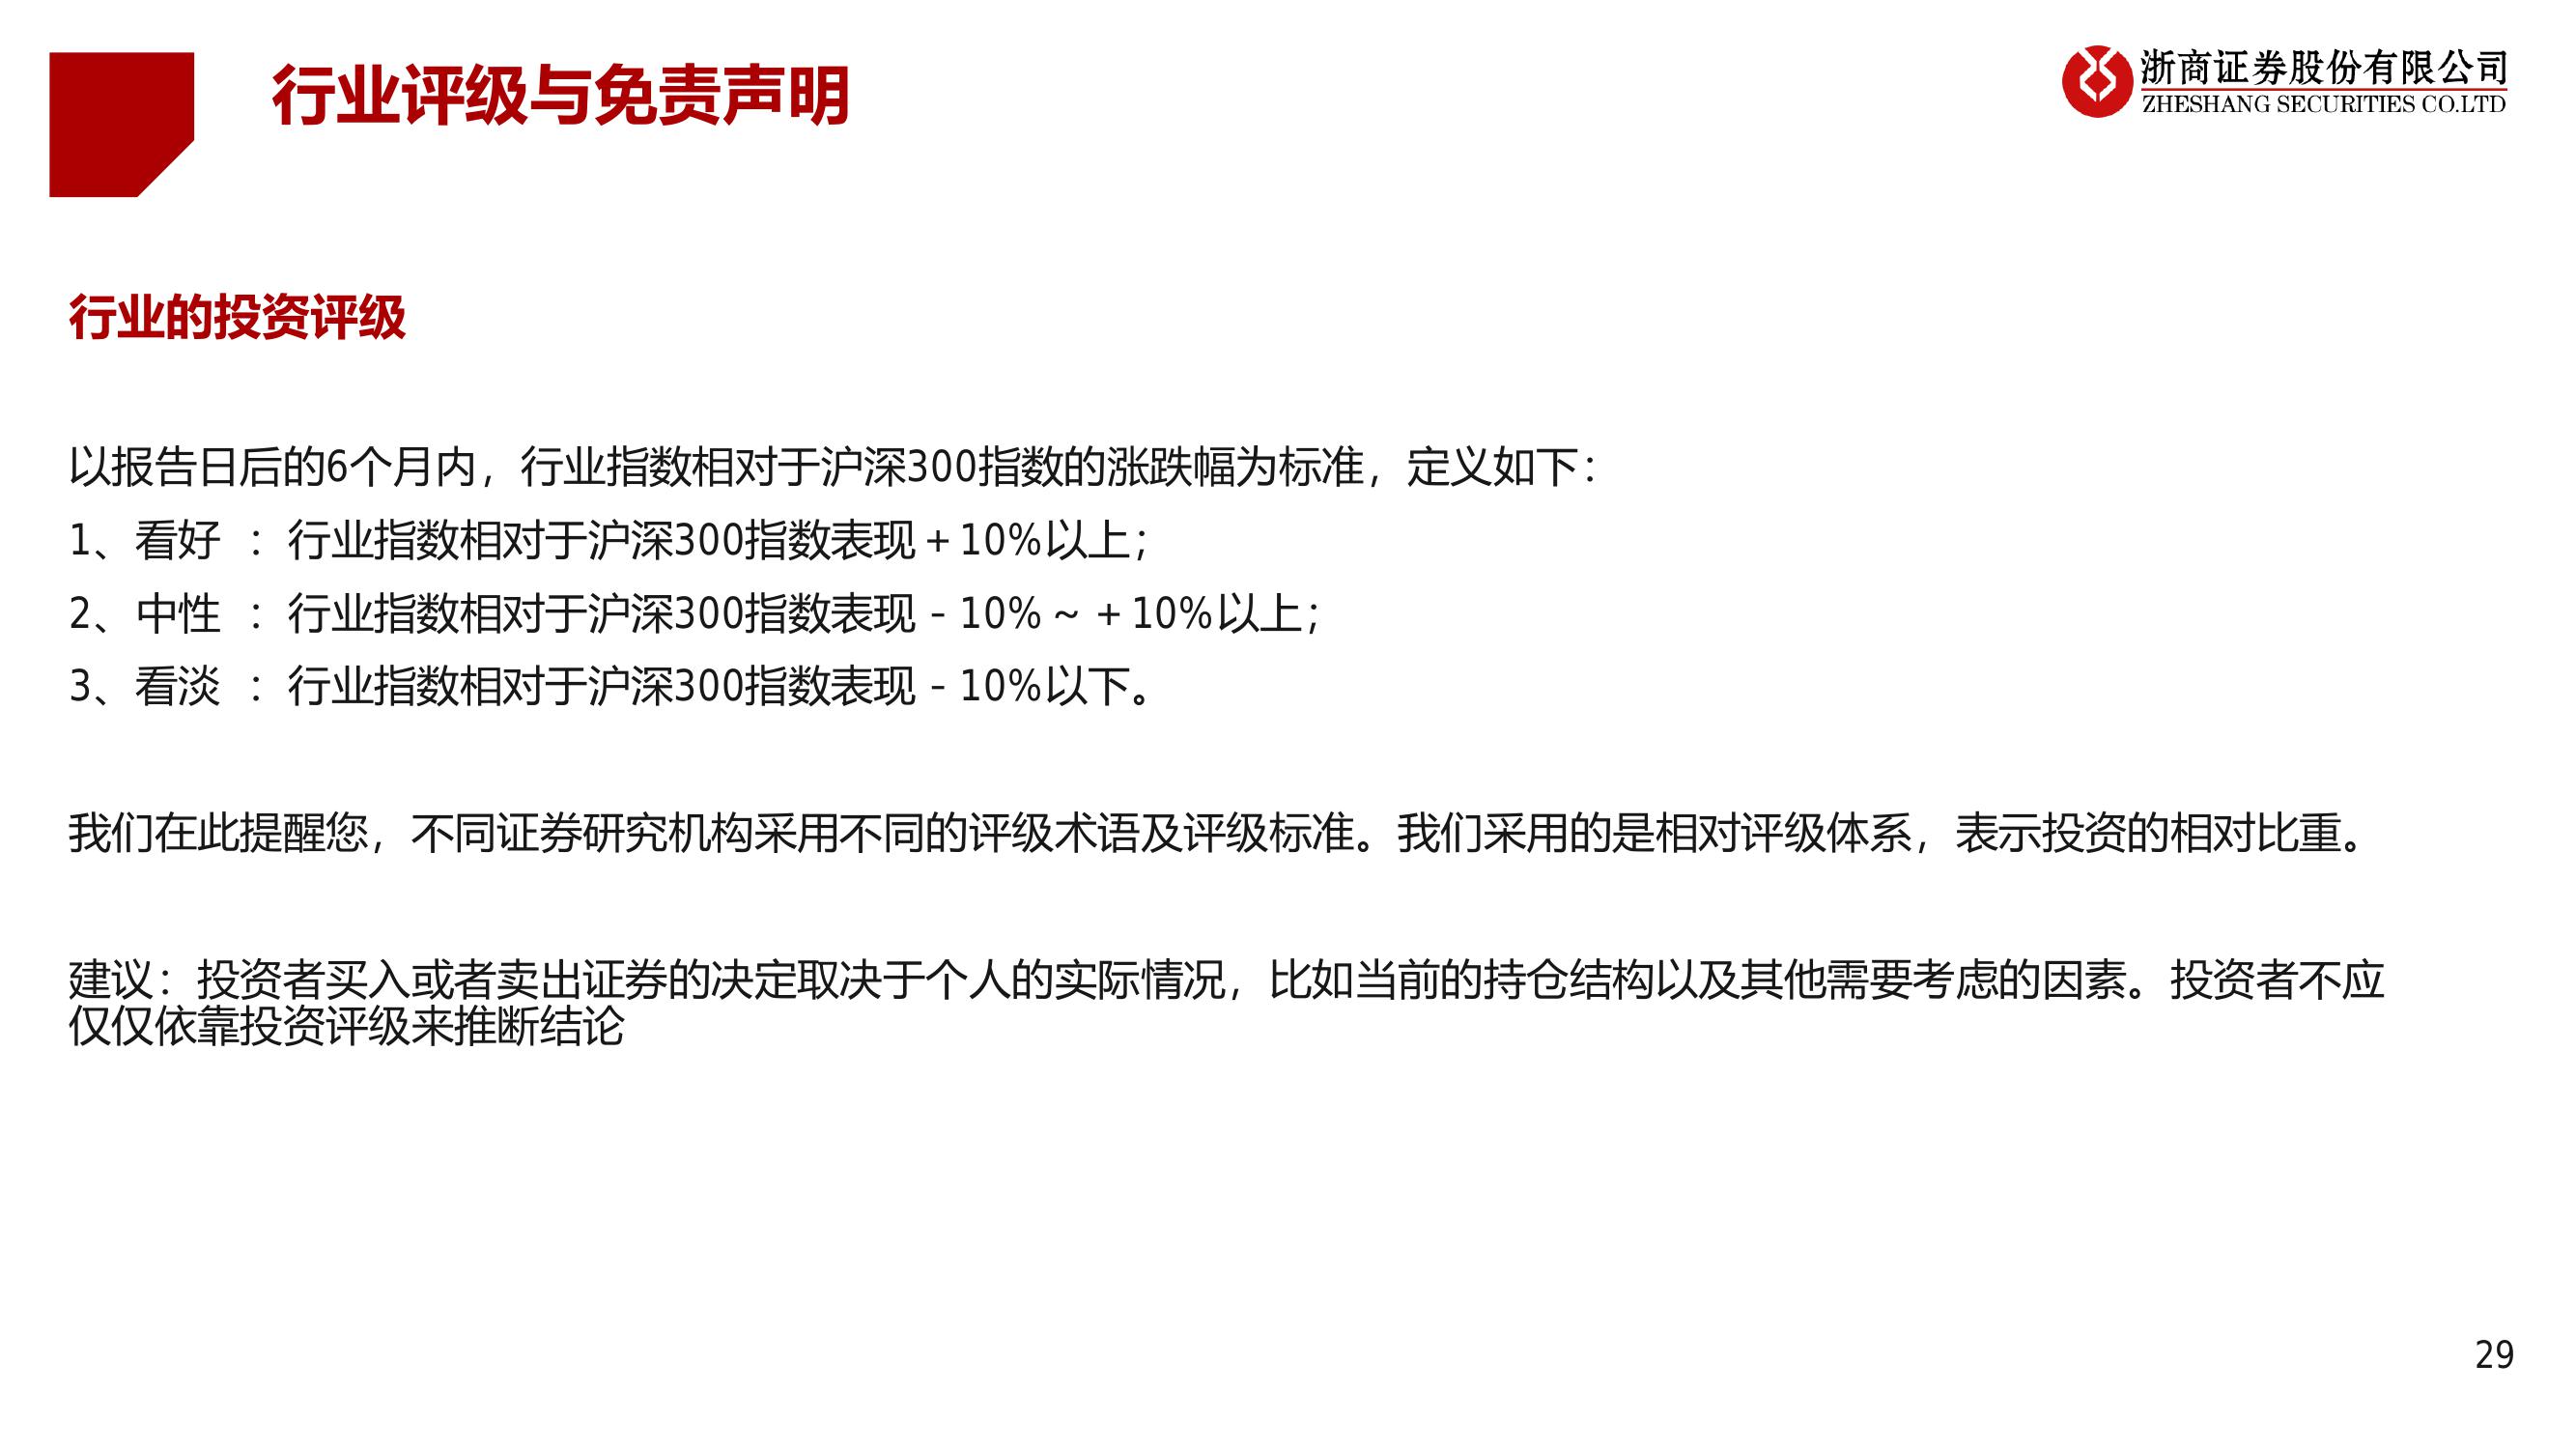 行业评级与免责声明
浙商证券股份有限公司
ZHESHANG SECURITIES CO.LTD
行业的投资评级
以报告日后的6个月内，行业指数相对于沪深300指数的涨跌幅为标准，定义如下：
1、看好 ：行业指数相对于沪深300指数表现＋10%以上；
2、中性 ：行业指数相对于沪深300指数表现－10%～＋10%以上；
3、看淡 ：行业指数相对于沪深300指数表现－10%以下。
我们在此提醒您，不同证券研究机构采用不同的评级术语及评级标准。我们采用的是相对评级体系，表示投资的相对比重。
建议：投资者买入或者卖出证券的决定取决于个人的实际情况，比如当前的持仓结构以及其他需要考虑的因素。投资者不应
仅仅依靠投资评级来推断结论
29